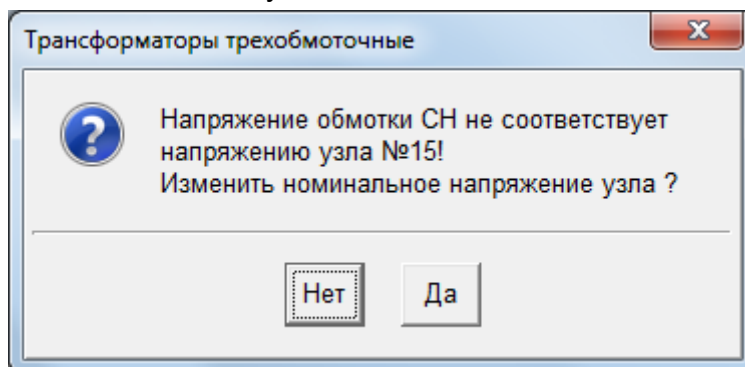 Трансформаторы трехобмоточные
Напряжение обмотки СН не соответствует
напряжению узла №15!
Изменить номинальное напряжение узла ?
Нет
Да